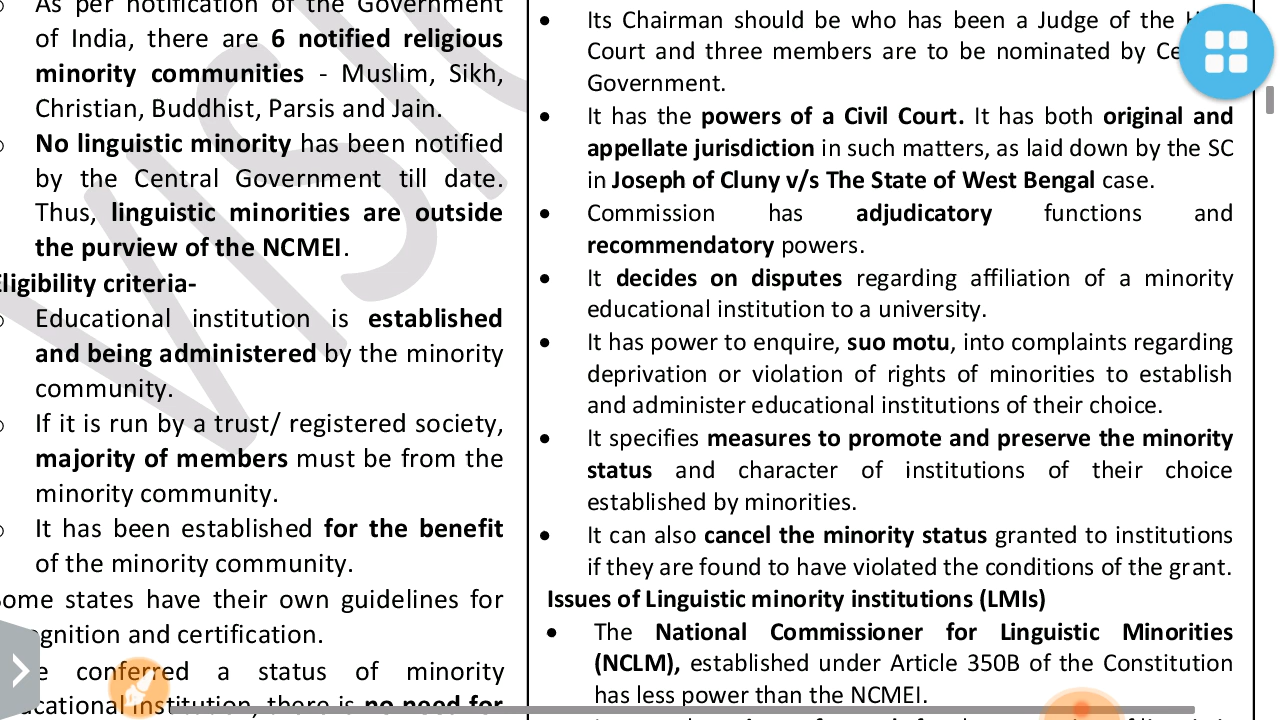 As per notification of the Government
of India, there are 6 notified religious
minority communities - Muslim, Sikh,
Christian, Buddhist, Parsis and Jain.
No linguistic minority has been notified
by the Central Government till date.
Thus, linguistic minorities are outside
the purview of the NCMEI.
Eligibility criteria-
Educational institution is established
and being administered by the minority
community.
If it is run by a trust/ registered society,
majority of members must be from the
minority community.
It has been established for the benefit
of the minority community.
Some states have their own guidelines for
and certification.
conferred a status of minority
institution, there is no need for
Its Chairman should be who has been a Judge of the
Court and three members are to be nominated by
Government.
It has the powers of a Civil Court. It has both original and
appellate jurisdiction in such matters, as laid down by the SC
in Joseph of Cluny v/s The State of West Bengal case.
Commission has adjudicatory functions and
recommendatory powers.
It decides on disputes regarding affiliation of a minority
educational institution to a university.
It has power to enquire, suo motu, into complaints regarding
deprivation or violation of rights of minorities to establish
and administer educational institutions of their choice.
It specifies measures to promote and preserve the minority
status and character of institutions of their choice
established by minorities.
It can also cancel the minority status granted to institutions
if they are found to have violated the conditions of the grant.
Issues of Linguistic minority institutions (LMIs)
The National Commissioner for Linguistic Minorities
(NCLM), established under Article 350B of the Constitution
has less power than the NCMEI.